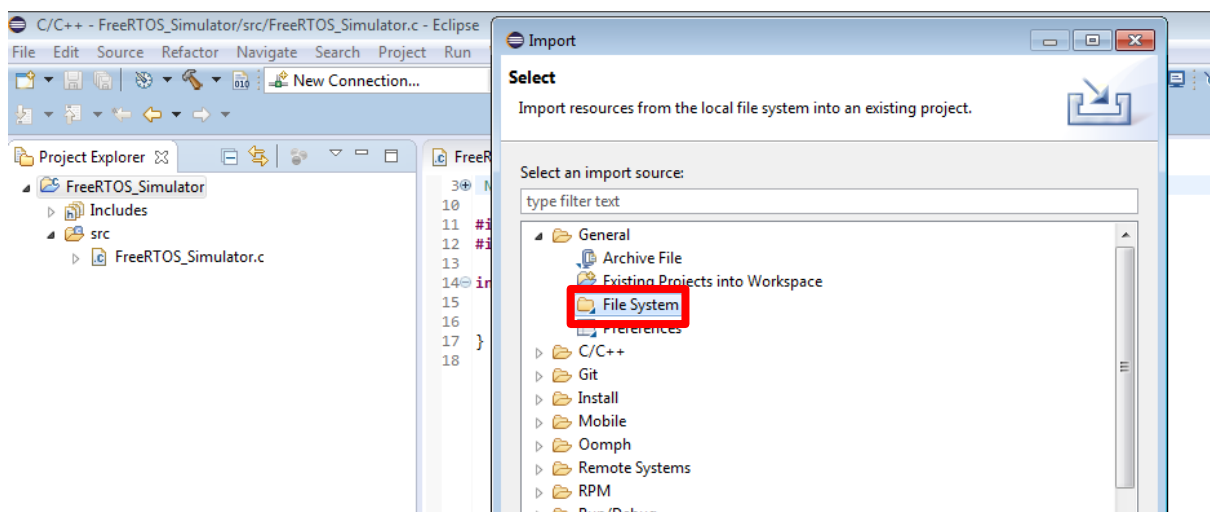 C/C++ - FreeRTOS_Simulator/src/FreeRTOS_Simulator.c - Eclipse
File Edit Source Refactor Navigate Search Project Run
New Connection...
Project Explorer
FreeRTOS_Simulator
Includes
src
FreeRTOS_Simulator.c
FreeR
3
10
11 #i
12 #i
13
14 in
15
16
17 }
18
Import
Select
Import resources from the local file system into an existing project.
Select an import source:
type filter text
General
Archive File
Existing Projects into Workspace
File System
Preferences
C/C++
Git
Install
Mobile
Oomph
Remote Systems
RPM
Run/Debug